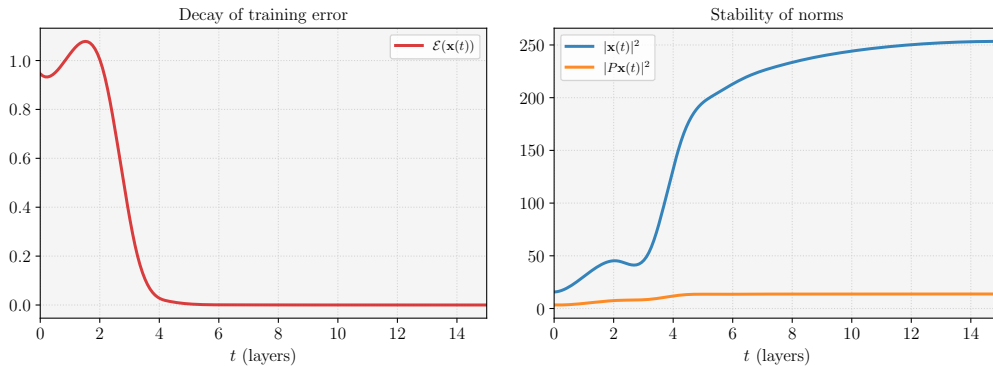 Decay of training error
1.0
0.8
0.6
0.4
0.2
0.0
0 2 4 6 8 10 12 14
t (layers)
ℰ(𝐱(t))
Stability of norms
250
200
150
100
50
0
0 2 4 6 8 10 12 14
t (layers)
|𝐱(t)|²
|P𝐱(t)|²